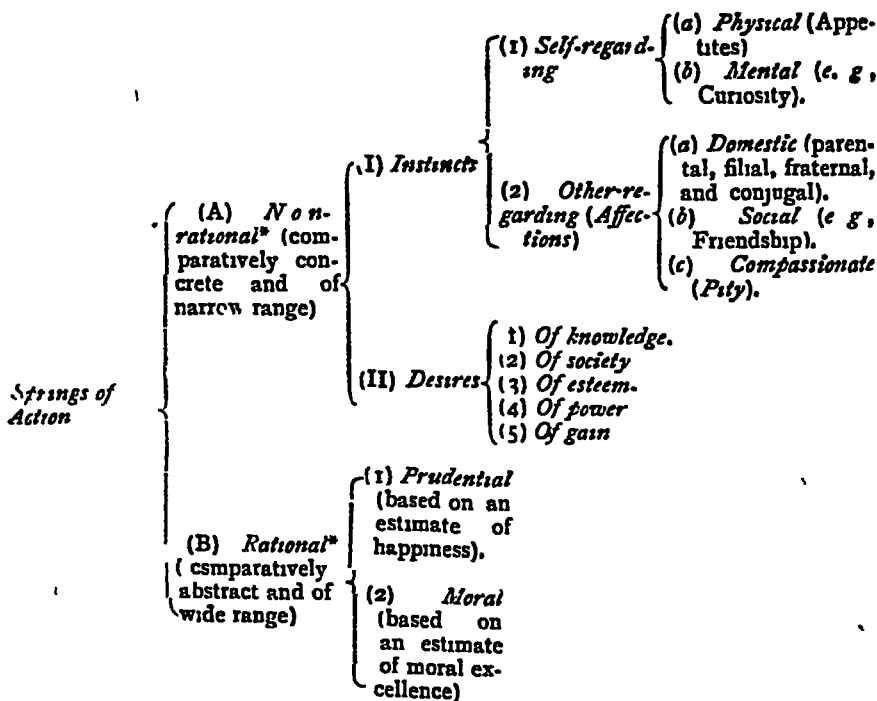 (1) Self-regard-
ing
(a) Physical (Appe-
tites)
(b) Mental (e. g ,
Curiosity).
(2) Other-re-
garding (Affec-
tions)
(a) Domestic (paren-
tal, filial, fraternal,
and conjugal).
(b) Social (e g ,
Friendship).
(c) Compassionate
(Pity).
(A) Non-
rational* (com-
paratively con-
crete and of
narrow range)
I) Instincts
(II) Desires
1) Of knowledge.
(2) Of society
(3) Of esteem.
(4) Of power
(5) Of gain
Springs of
Action
(B) Rational*
( csmparatively
abstract and of
wide range)
(1) Prudential
(based on an
estimate of
happiness).
(2) Moral
(based on
an estimate
of moral ex-
cellence)